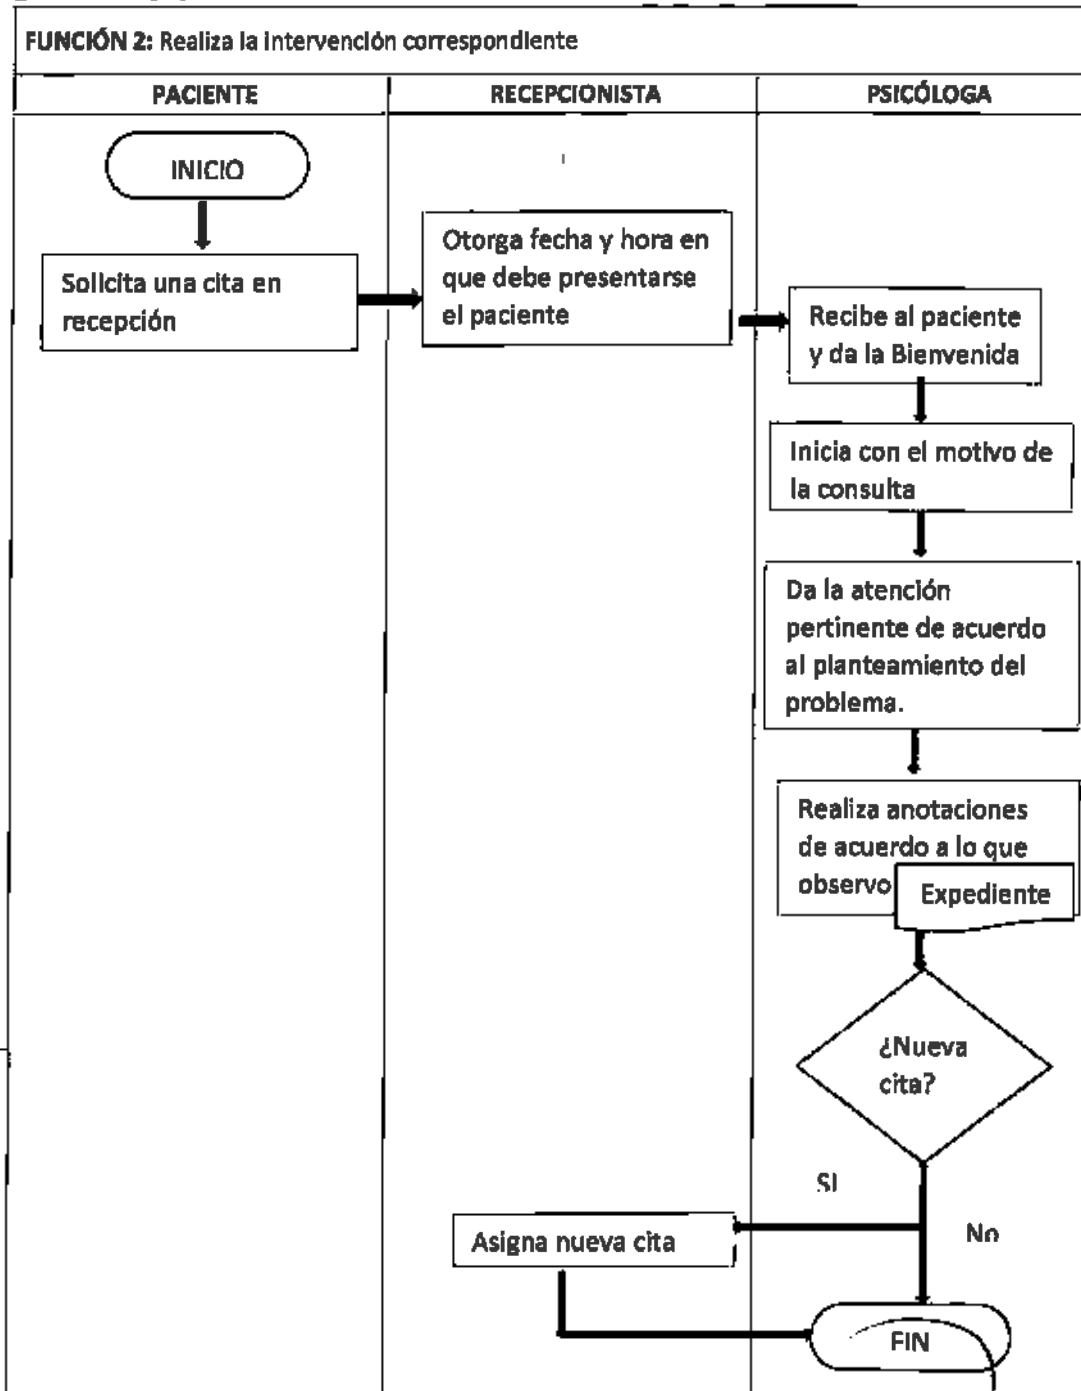 FUNCIÓN 2: Realiza la intervención correspondiente
PACIENTE
RECEPCIONISTA
PSICÓLOGA
INICIO
Solicita una cita en
recepción
Otorga fecha y hora en
que debe presentarse
el paciente
Recibe al paciente
y da la Bienvenida
Inicia con el motivo de
la consulta
Da la atención
pertinente de acuerdo
al planteamiento del
problema.
Realiza anotaciones
de acuerdo a lo que
observo
Expediente
¿Nueva
cita?
SI
No
Asigna nueva cita
FIN